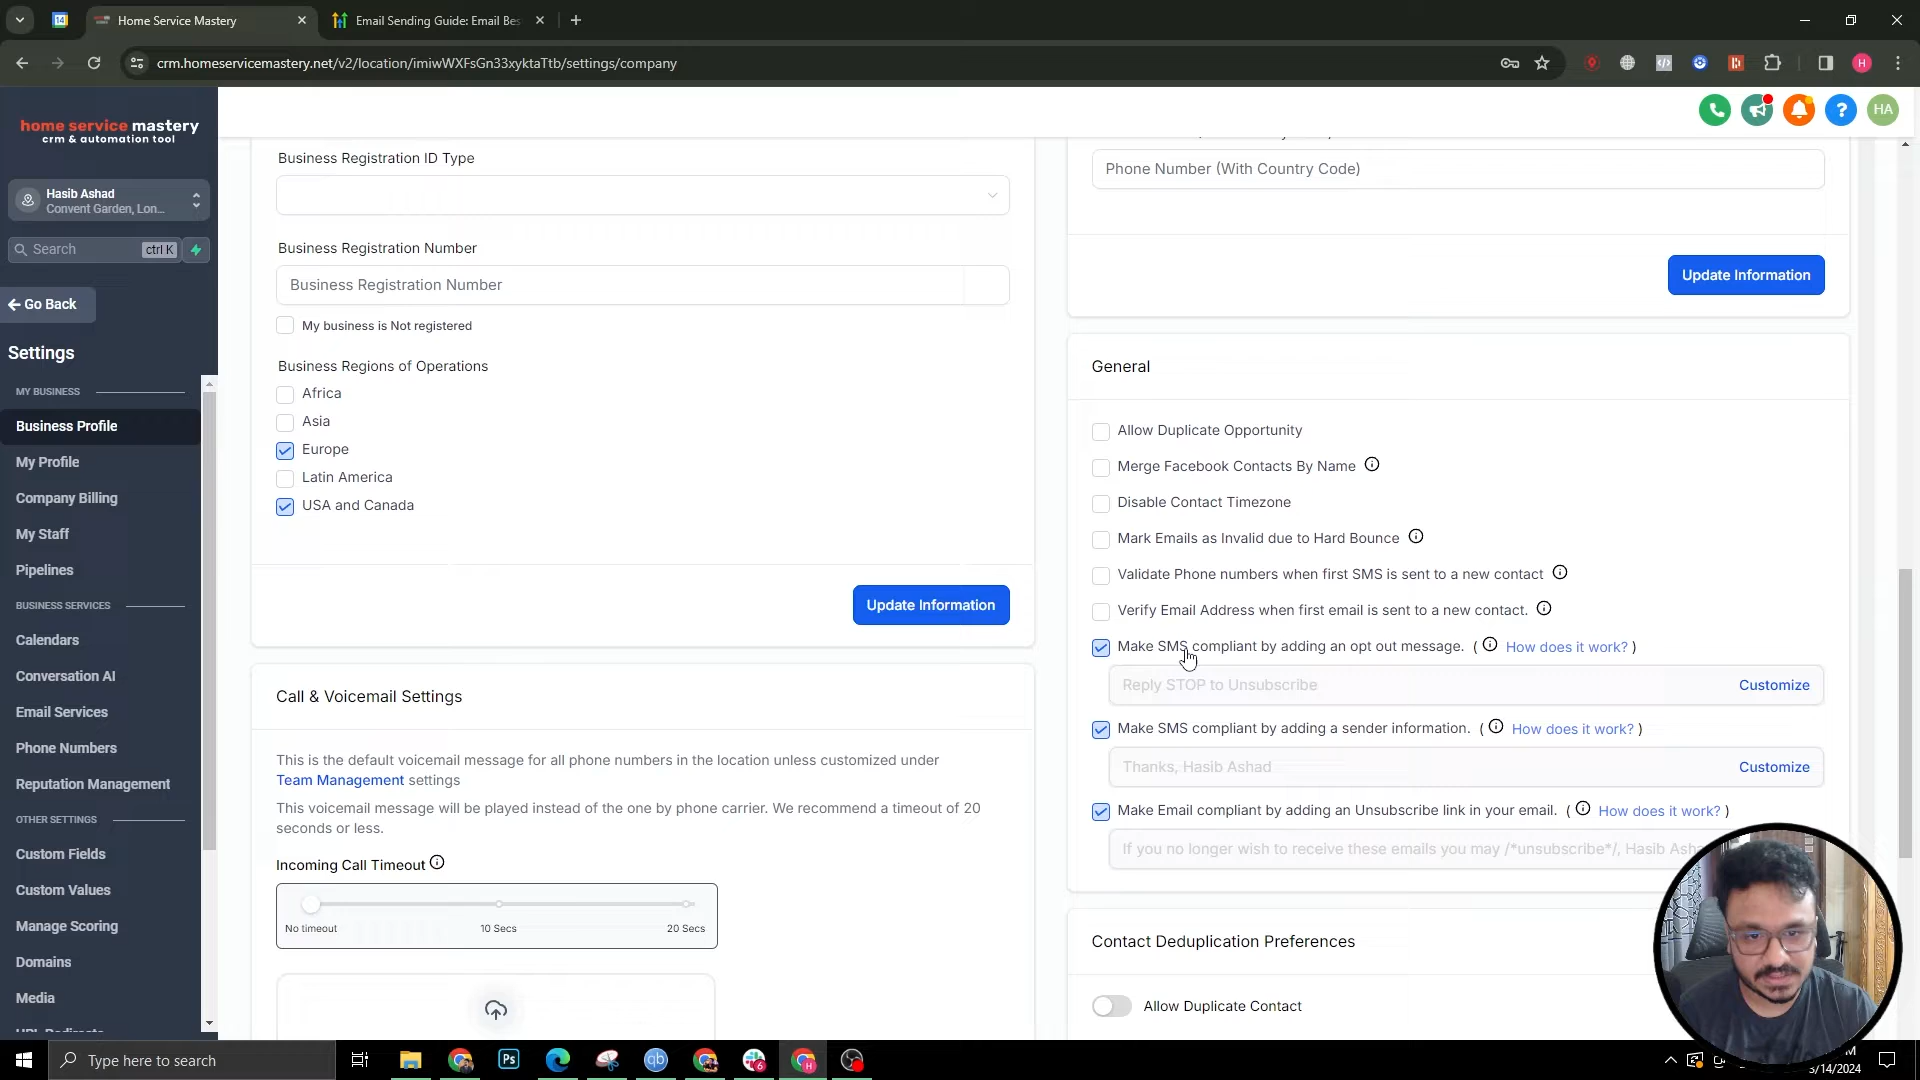 Home Service Mastery
Email Sending Guide: Email Bes
crm.homeservicemastery.net/v2/location/imiwWXFsGn33xyktaTtb/settings/company
home service mastery
crm & automation tool
Hasib Ashad
Convent Garden, Lon...
Search
ctrl K
Go Back
Settings
MY BUSINESS
Business Profile
My Profile
Company Billing
My Staff
Pipelines
BUSINESS SERVICES
Calendars
Conversation AI
Email Services
Phone Numbers
Reputation Management
OTHER SETTINGS
Custom Fields
Custom Values
Manage Scoring
Domains
Media
URL Redirects
HA
Business Registration ID Type
Business Registration Number
Business Registration Number
My business is Not registered
Business Regions of Operations
Africa
Asia
Europe
Latin America
USA and Canada
Update Information
Call & Voicemail Settings
This is the default voicemail message for all phone numbers in the location unless customized under
Team Management settings
This voicemail message will be played instead of the one by phone carrier. We recommend a timeout of 20
seconds or less.
Incoming Call Timeout
No timeout
10 Secs
20 Secs
Phone Number (With Country Code)
Update Information
General
Allow Duplicate Opportunity
Merge Facebook Contacts By Name
Disable Contact Timezone
Mark Emails as Invalid due to Hard Bounce
Validate Phone numbers when first SMS is sent to a new contact
Verify Email Address when first email is sent to a new contact.
Make SMS compliant by adding an opt out message. ( How does it work? )
Reply STOP to Unsubscribe
Customize
Make SMS compliant by adding a sender information. ( How does it work? )
Thanks, Hasib Ashad
Customize
Make Email compliant by adding an Unsubscribe link in your email. ( How does it work? )
If you no longer wish to receive these emails you may /*unsubscribe*/, Hasib Asha
Contact Deduplication Preferences
Allow Duplicate Contact
Type here to search
3/14/2024